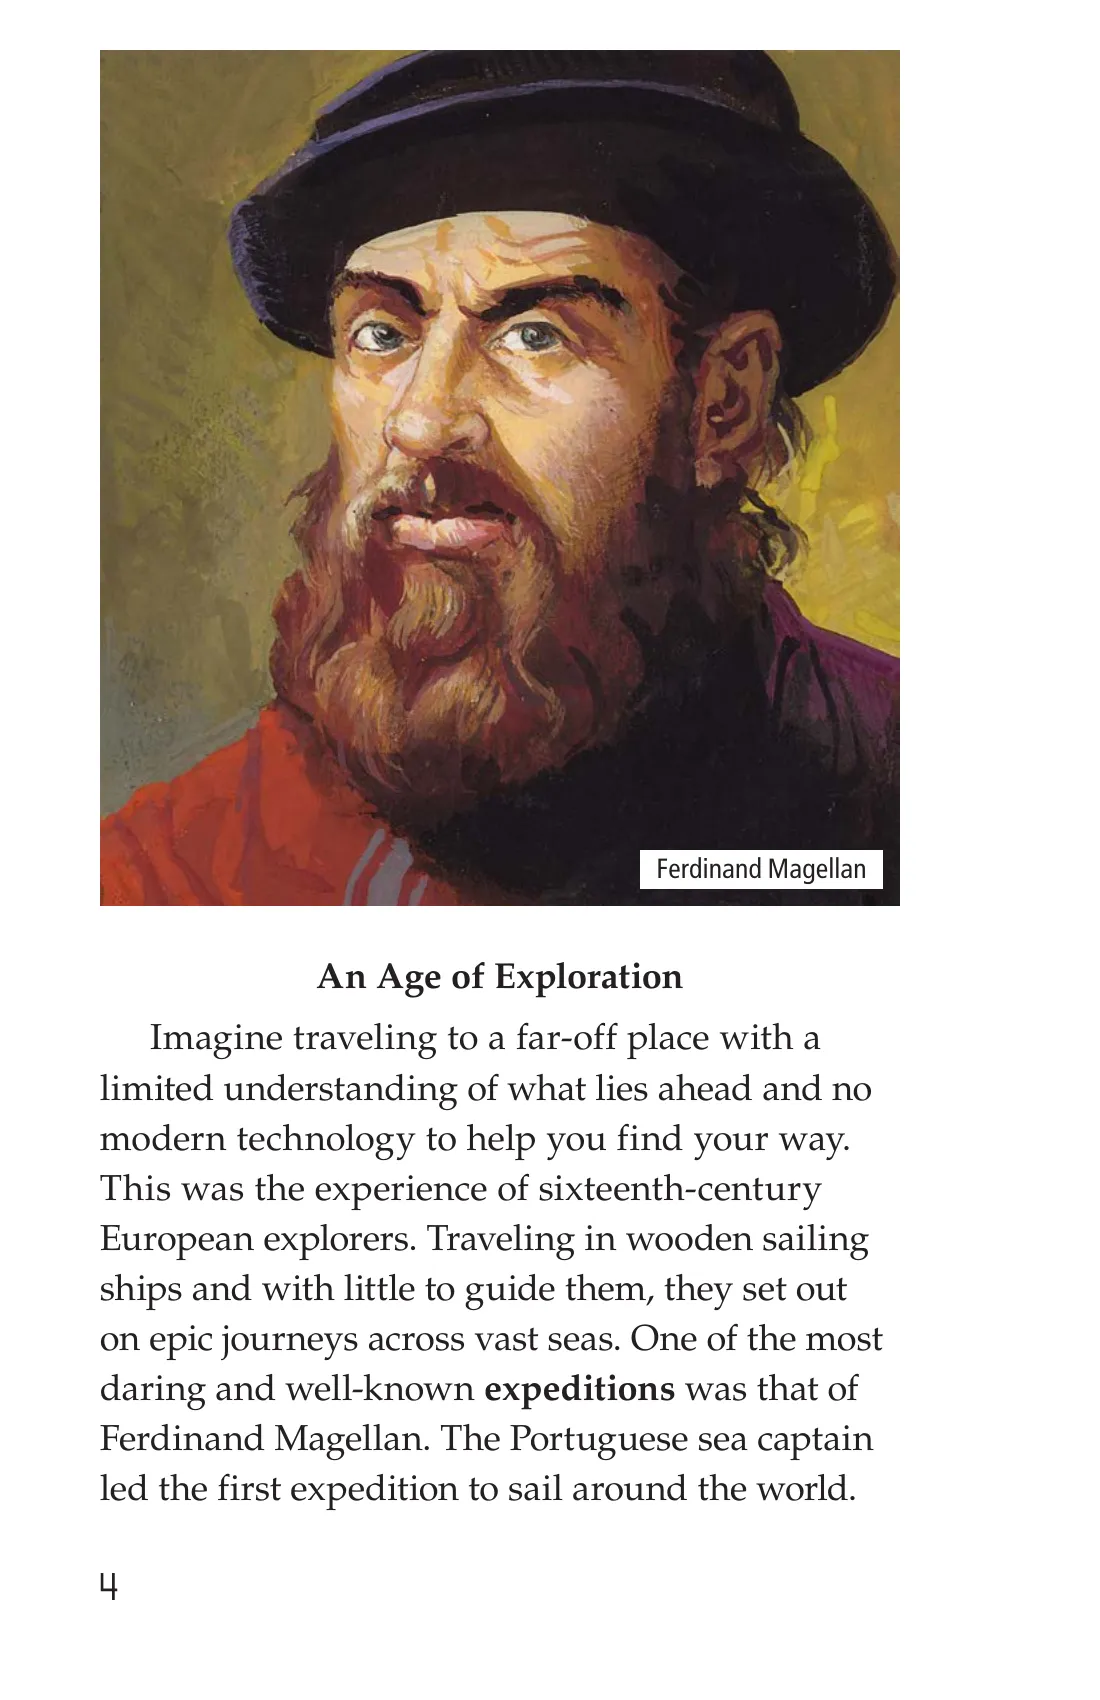 Ferdinand Magellan
An Age of Exploration
Imagine traveling to a far-off place with a
limited understanding of what lies ahead and no
modern technology to help you find your way.
This was the experience of sixteenth-century
European explorers. Traveling in wooden sailing
ships and with little to guide them, they set out
on epic journeys across vast seas. One of the most
daring and well-known expeditions was that of
Ferdinand Magellan. The Portuguese sea captain
led the first expedition to sail around the world.
4